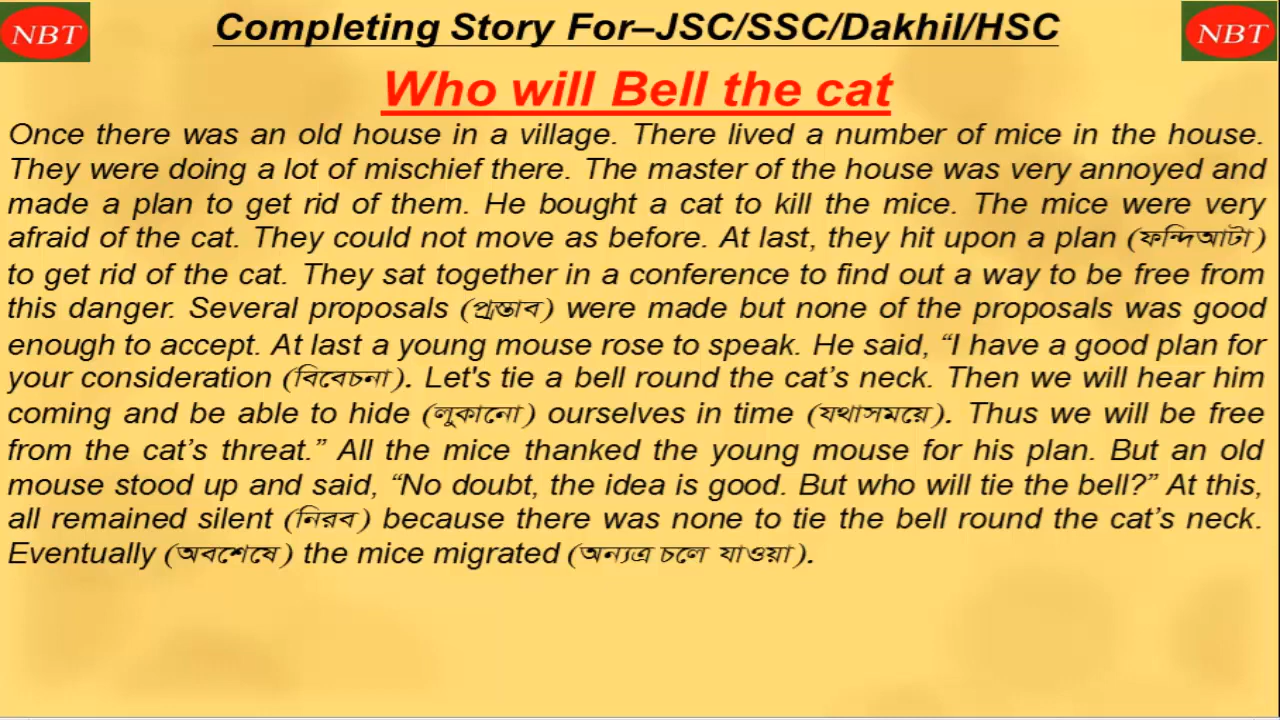 NBT
Completing Story For–JSC/SSC/Dakhil/HSC
NBT
Who will Bell the cat
Once there was an old house in a village. There lived a number of mice in the house.
They were doing a lot of mischief there. The master of the house was very annoyed and
made a plan to get rid of them. He bought a cat to kill the mice. The mice were very
afraid of the cat. They could not move as before. At last, they hit upon a plan (ফন্দিআটা)
to get rid of the cat. They sat together in a conference to find out a way to be free from
this danger. Several proposals (প্রস্তাব) were made but none of the proposals was good
enough to accept. At last a young mouse rose to speak. He said, “I have a good plan for
your consideration (বিবেচনা). Let's tie a bell round the cat’s neck. Then we will hear him
coming and be able to hide (লুকানো) ourselves in time (যথাসময়ে). Thus we will be free
from the cat’s threat.” All the mice thanked the young mouse for his plan. But an old
mouse stood up and said, “No doubt, the idea is good. But who will tie the bell?” At this,
all remained silent (নিরব) because there was none to tie the bell round the cat’s neck.
Eventually (অবশেষে) the mice migrated (অন্যত্র চলে যাওয়া).